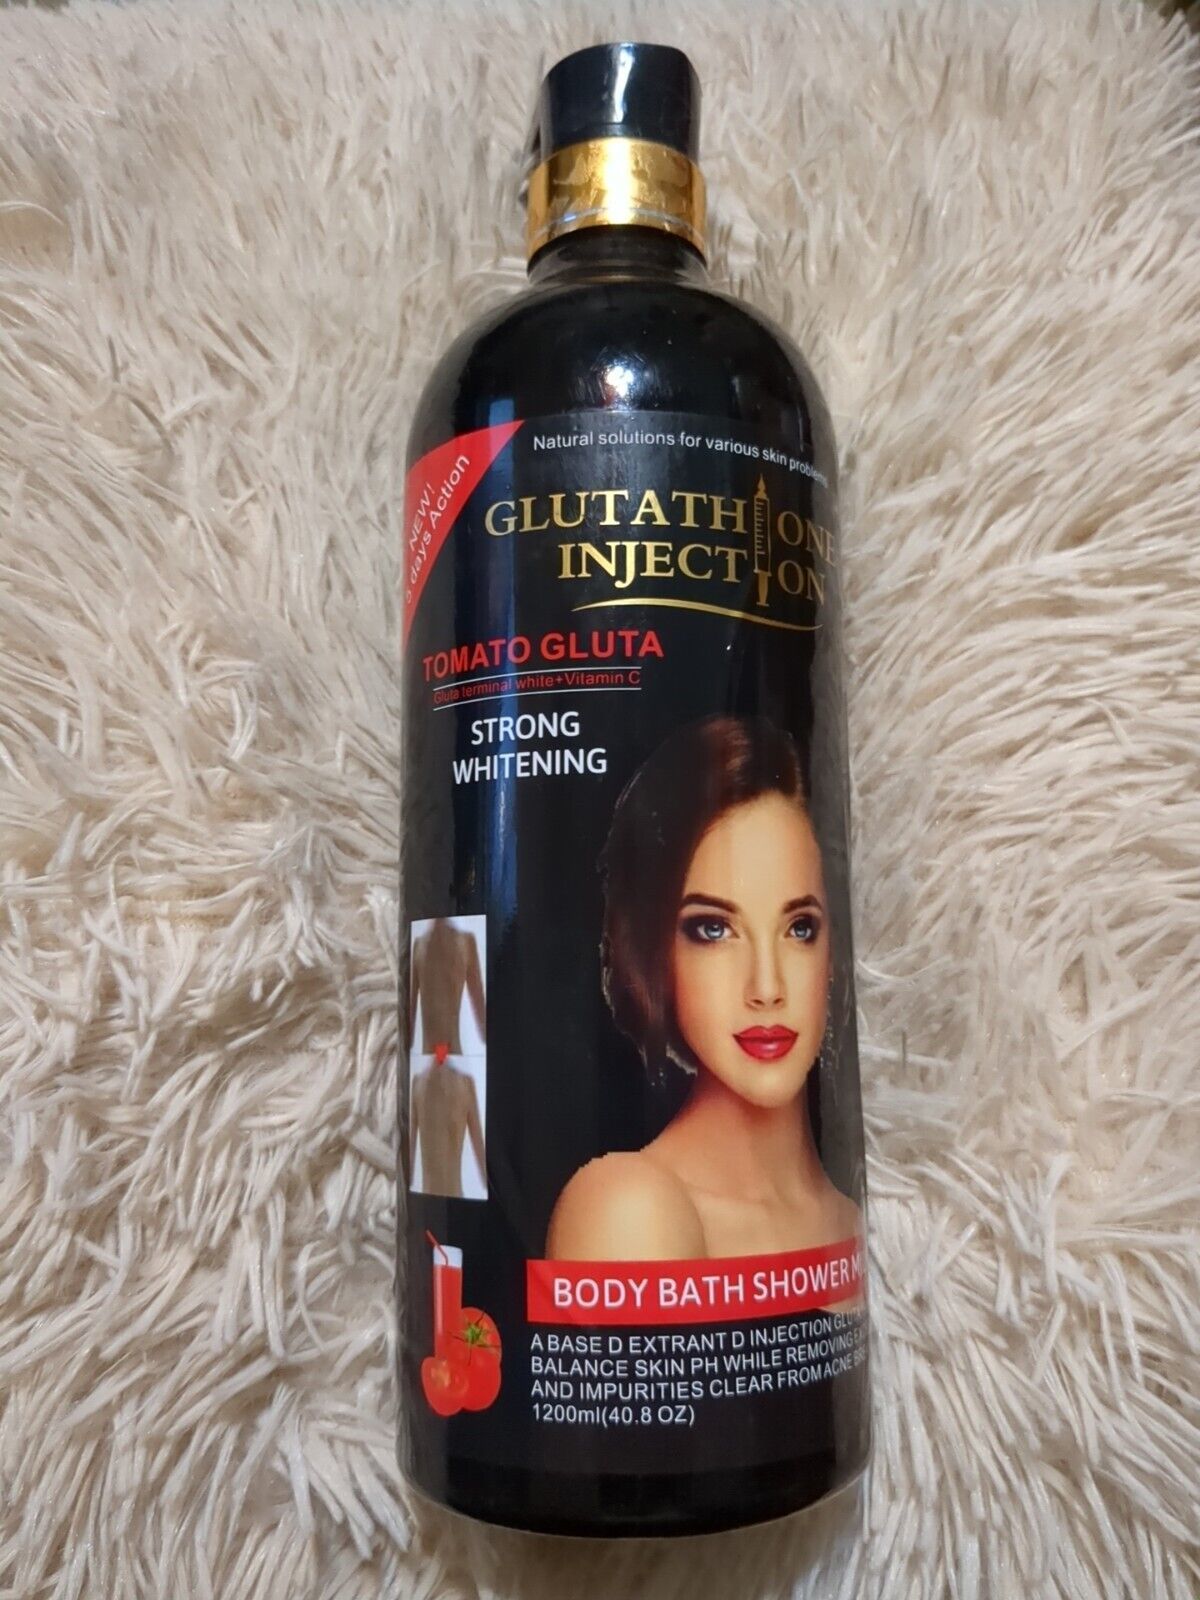 Natural solutions for various skin
NEW!
days Action
GLUTATHIONE
INJECTION
TOMATO GLUTA
Gluta terminal white+Vitamin C
STRONG
WHITENING
BODY BATH SHOWER
A BASE D EXTRANT D INJECTION
BALANCE SKIN PH WHILE REMOVING
AND IMPURITIES CLEAR FROM ACNE
1200ml(40.8 OZ)